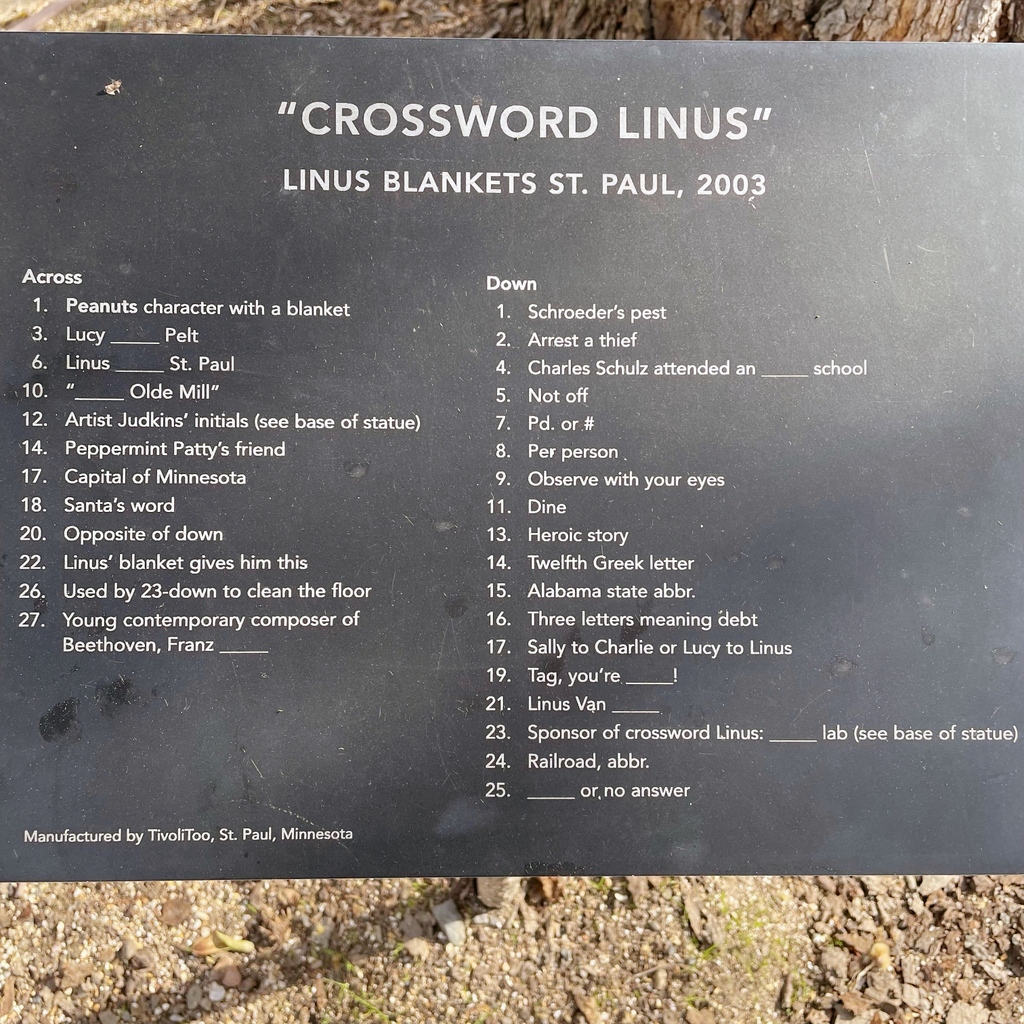 "CROSSWORD LINUS"
LINUS BLANKETS ST. PAUL, 2003
Across
1. Peanuts character with a blanket
3. Lucy _____ Pelt
6. Linus _____ St. Paul
10. "_____ Olde Mill"
12. Artist Judkins' initials (see base of statue)
14. Peppermint Patty's friend
17. Capital of Minnesota
18. Santa's word
20. Opposite of down
22. Linus' blanket gives him this
26. Used by 23-down to clean the floor
27. Young contemporary composer of
Beethoven, Franz _____
Down
1. Schroeder's pest
2. Arrest a thief
4. Charles Schulz attended an _____ school
5. Not off
7. Pd. or #
8. Per person
9. Observe with your eyes
11. Dine
13. Heroic story
14. Twelfth Greek letter
15. Alabama state abbr.
16. Three letters meaning debt
17. Sally to Charlie or Lucy to Linus
19. Tag, you're _____!
21. Linus Van _____
23. Sponsor of crossword Linus: _____ lab (see base of statue)
24. Railroad, abbr.
25. _____ or no answer
Manufactured by TivoliToo, St. Paul, Minnesota